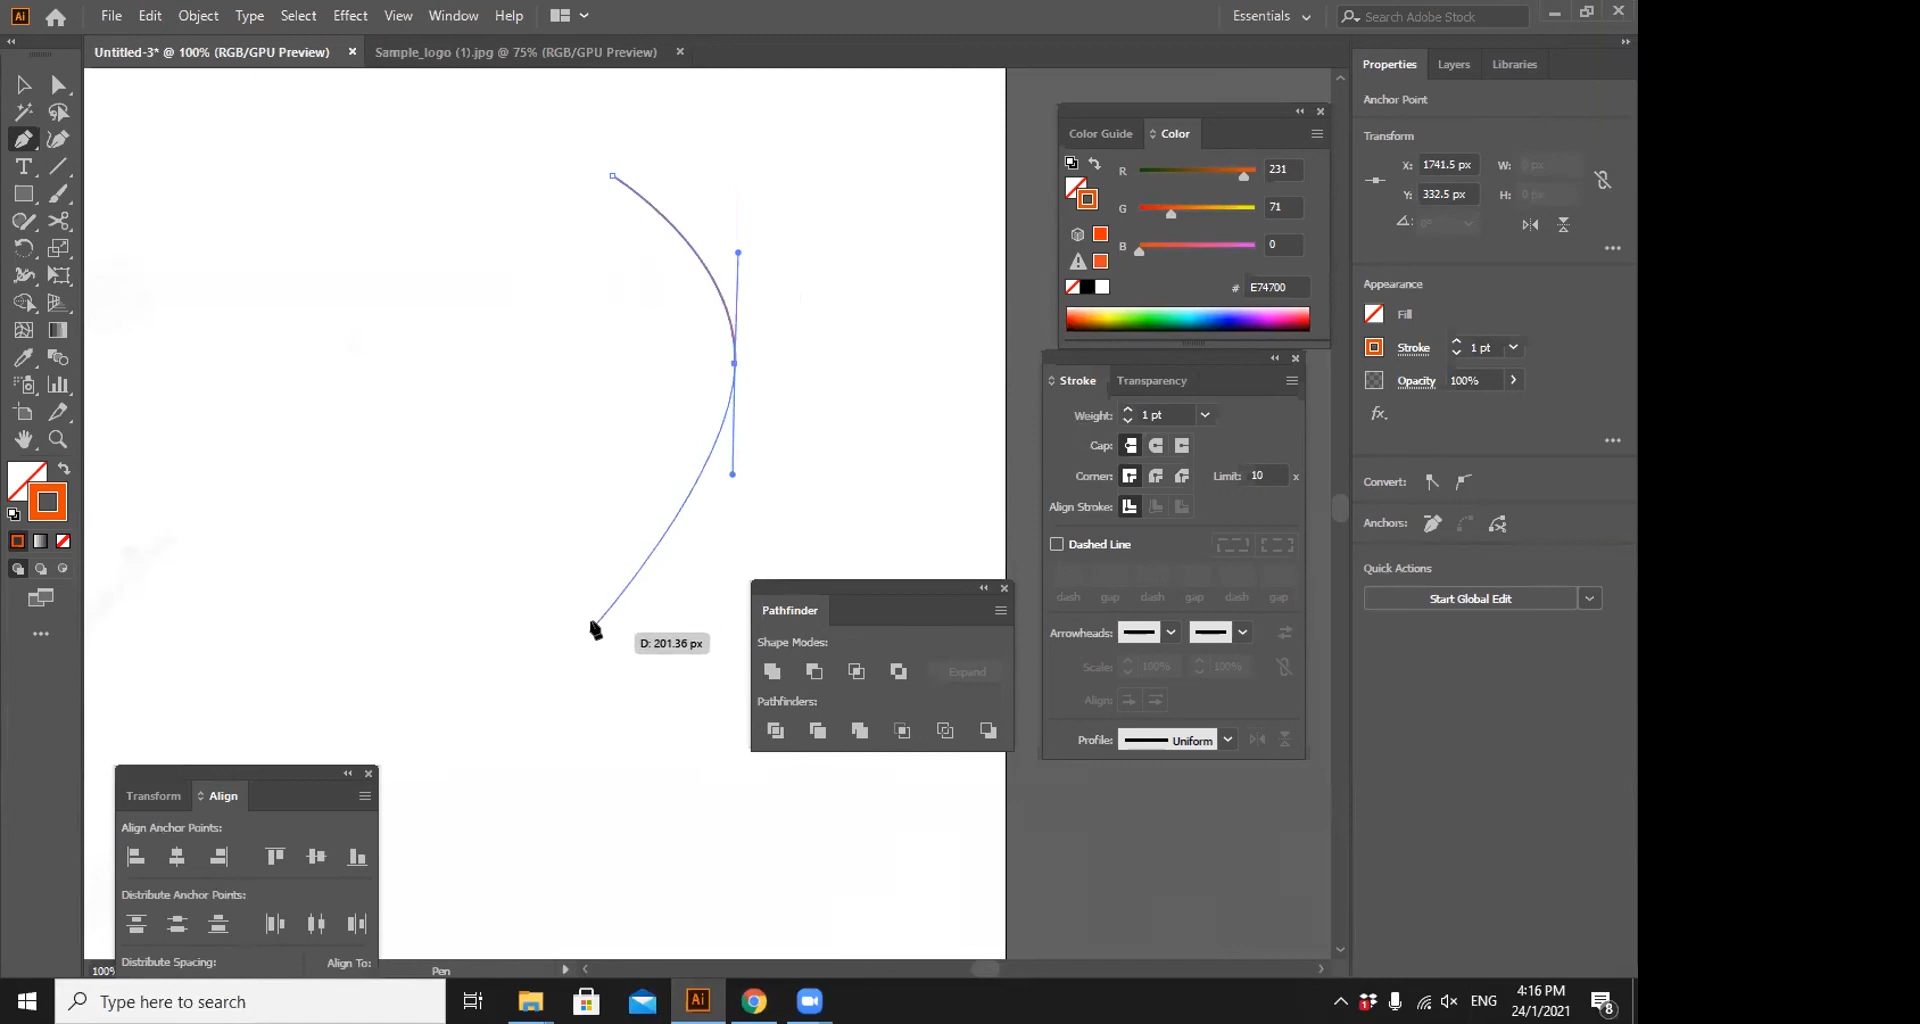 Ai File Edit Object Type Select Effect View Window Help Essentials Search Adobe Stock
Untitled-3* @ 100% (RGB/GPU Preview) Sample_logo (1).jpg @ 75% (RGB/GPU Preview)
Properties Layers Libraries
Anchor Point
Transform
X: 1741.5 px W: 0 px
Y: 332.5 px H: 0 px
0°
Appearance
Fill
Stroke 1 pt
Opacity 100%
fx.
Convert:
Anchors:
Quick Actions
Start Global Edit
Color Guide Color
R 231
G 71
B 0
# E74700
Stroke Transparency
Weight: 1 pt
Cap:
Corner: Limit: 10 x
Align Stroke:
Dashed Line
dash gap dash gap dash gap
Arrowheads:
Scale: 100% 100%
Align:
Profile: Uniform
D: 201.36 px
Pathfinder
Shape Modes:
Expand
Pathfinders:
Transform Align
Align Anchor Points:
Distribute Anchor Points:
Distribute Spacing: Align To:
100% Pen
Type here to search
Ai
1
ENG
4:16 PM
24/1/2021
8